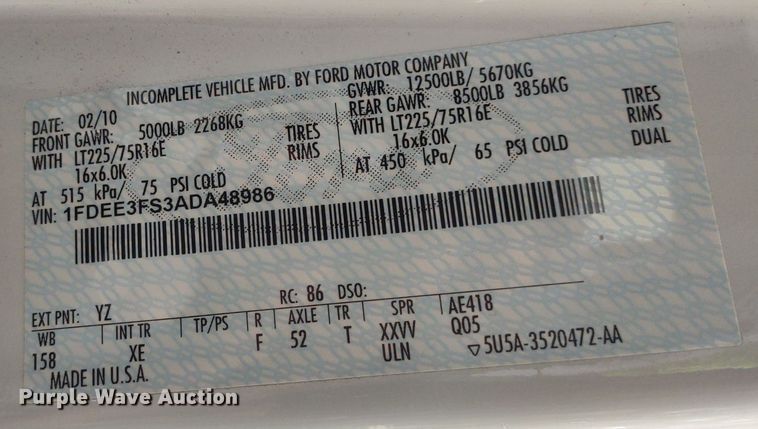 INCOMPLETE VEHICLE MFD. BY FORD MOTOR COMPANY
DATE: 02/10 GVWR: 12500LB/ 5670KG
FRONT GAWR: 5000LB 2268KG REAR GAWR: 8500LB 3856KG
WITH LT225/75R16E TIRES WITH LT225/75R16E TIRES
16x6.0K RIMS 16x6.0K RIMS
AT 515 kPa/ 75 PSI COLD AT 450 kPa/ 65 PSI COLD DUAL
VIN: 1FDEE3FS3ADA48986
EXT PNT: YZ RC: 86 DSO:
WB INT TR TP/PS R AXLE TR SPR AE418
158 XE F 52 T XXVV Q05
ULN ▽5U5A-3520472-AA
MADE IN U.S.A.
Purple Wave Auction